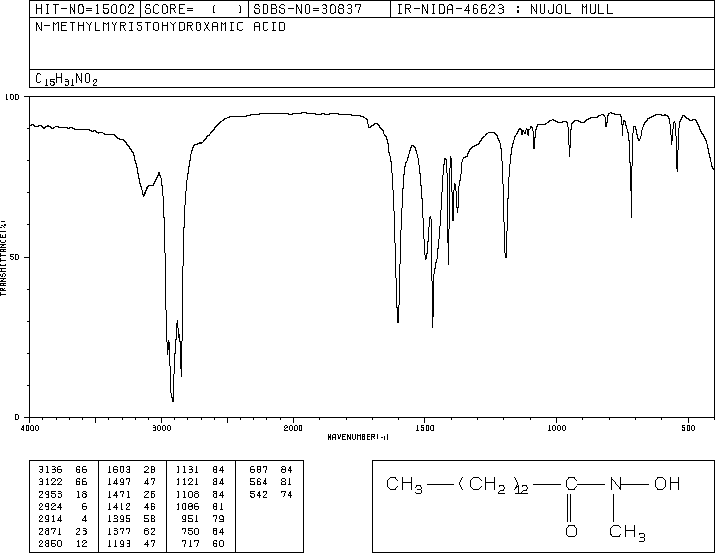 HIT-NO=15002 SCORE= ( ) SDBS-NO=30837 IR-NIDA-46623 : NUJOL MULL
N-METHYLMYRISTOHYDROXAMIC ACID
C15H31NO2
100
50
0
TRANSMITTANCE(%)
4000 3000 2000 1500 1000 500
WAVENUMBER(-1)
3136 66 1603 28 1131 84 687 84
3122 66 1497 47 1121 84 564 81
2953 18 1471 26 1108 84 542 74
2924 6 1412 46 1086 81
2914 4 1395 58 951 79
2871 23 1377 62 750 84
2850 12 1193 47 717 60
CH3 (CH2)12 C N OH
O CH3